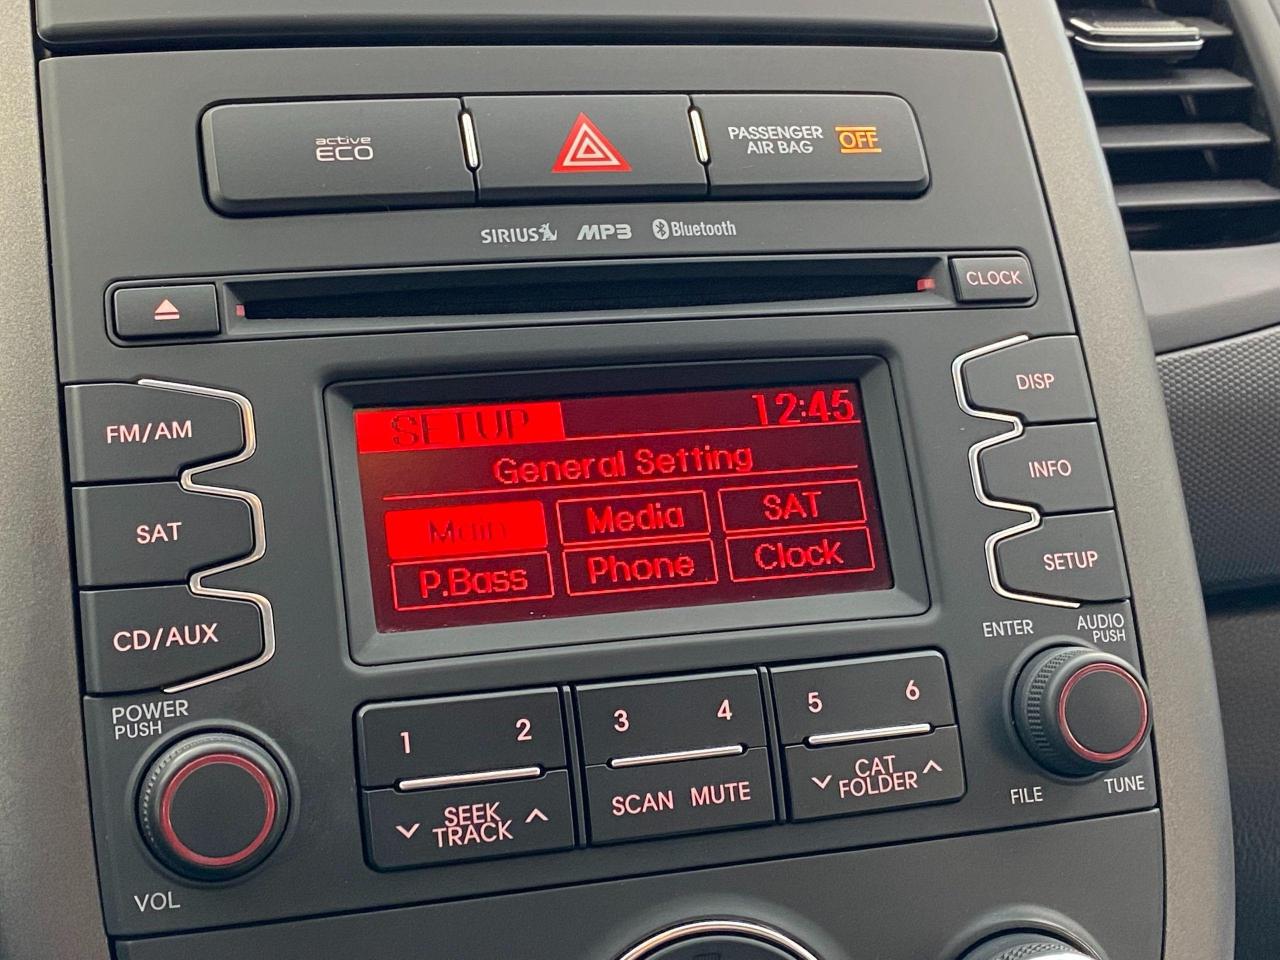 active
ECO
PASSENGER
AIR BAG OFF
SIRIUS MP3 Bluetooth
CLOCK
FM/AM
SAT
CD/AUX
SETUP 12:45
General Setting
Main Media SAT
P.Bass Phone Clock
DISP
INFO
SETUP
POWER
PUSH
VOL
1 2 3 4 5 6
SEEK
TRACK
SCAN MUTE
CAT
FOLDER
ENTER
AUDIO
PUSH
FILE
TUNE